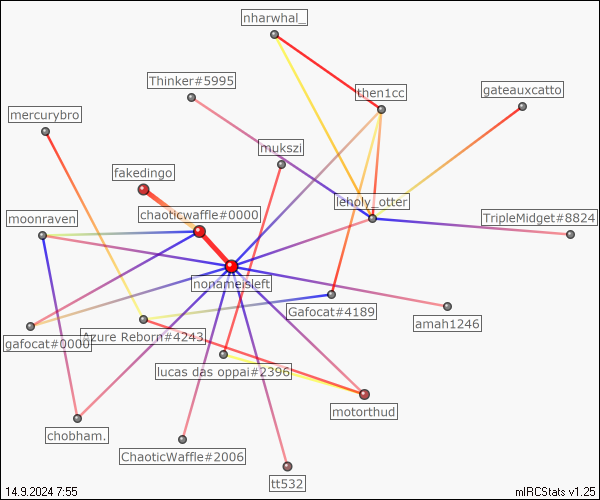 nharwhal_
Thinker#5995
then1cc
gateauxcatto
mercurybro
mukszi
fakedingo
leholy_otter
chaoticwaffle#0000
moonraven
TripleMidget#8824
nonameisleft
Gafocat#4189
amah1246
gafocat#0000
Azure Reborn#4243
lucas das oppai#2396
motorthud
chobham.
ChaoticWaffle#2006
tt532
14.9.2024 7:55
mIRCStats v1.25